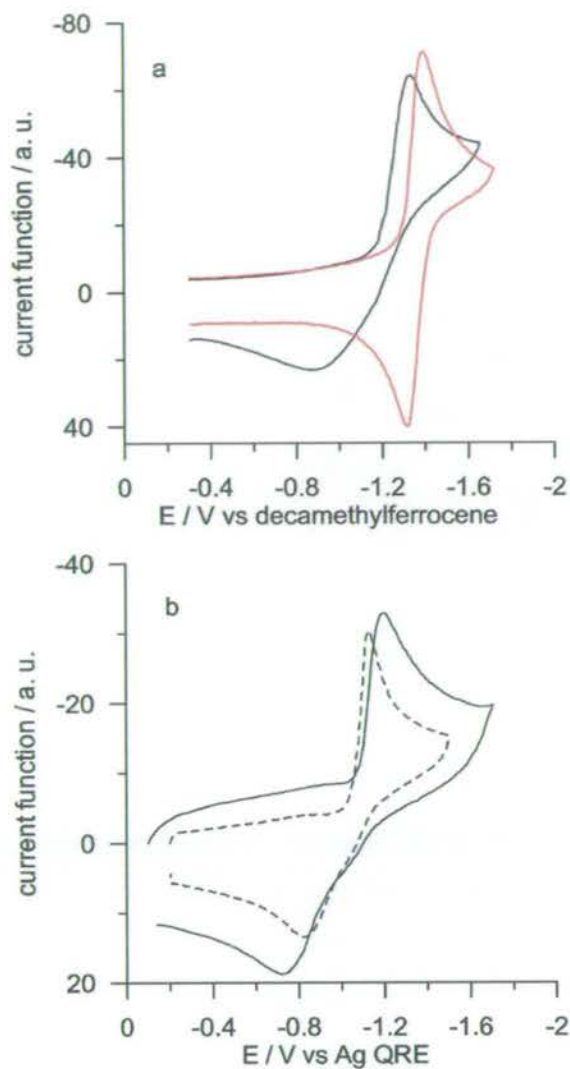 -80
a
-40
0
40
current function / a. u.
0 -0.4 -0.8 -1.2 -1.6 -2
E / V vs decamethylferrocene
-40
b
-20
0
20
current function / a. u.
0 -0.4 -0.8 -1.2 -1.6 -2
E / V vs Ag QRE